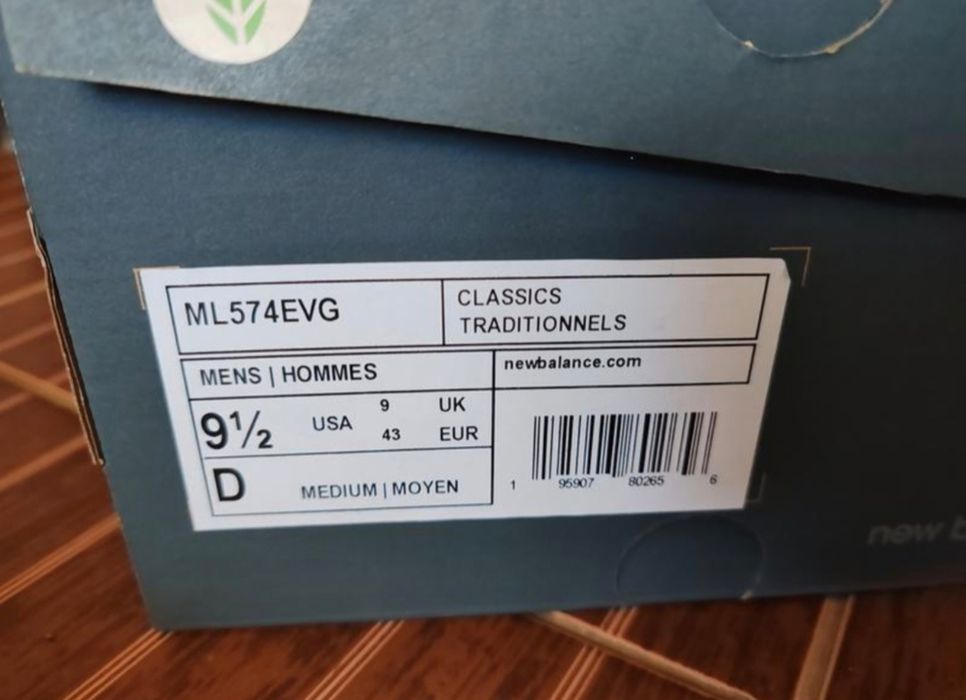 ML574EVG
CLASSICS
TRADITIONNELS
MENS | HOMMES
newbalance.com
9½ USA 9 UK
43 EUR
D MEDIUM | MOYEN
1 95907 80265 6
new